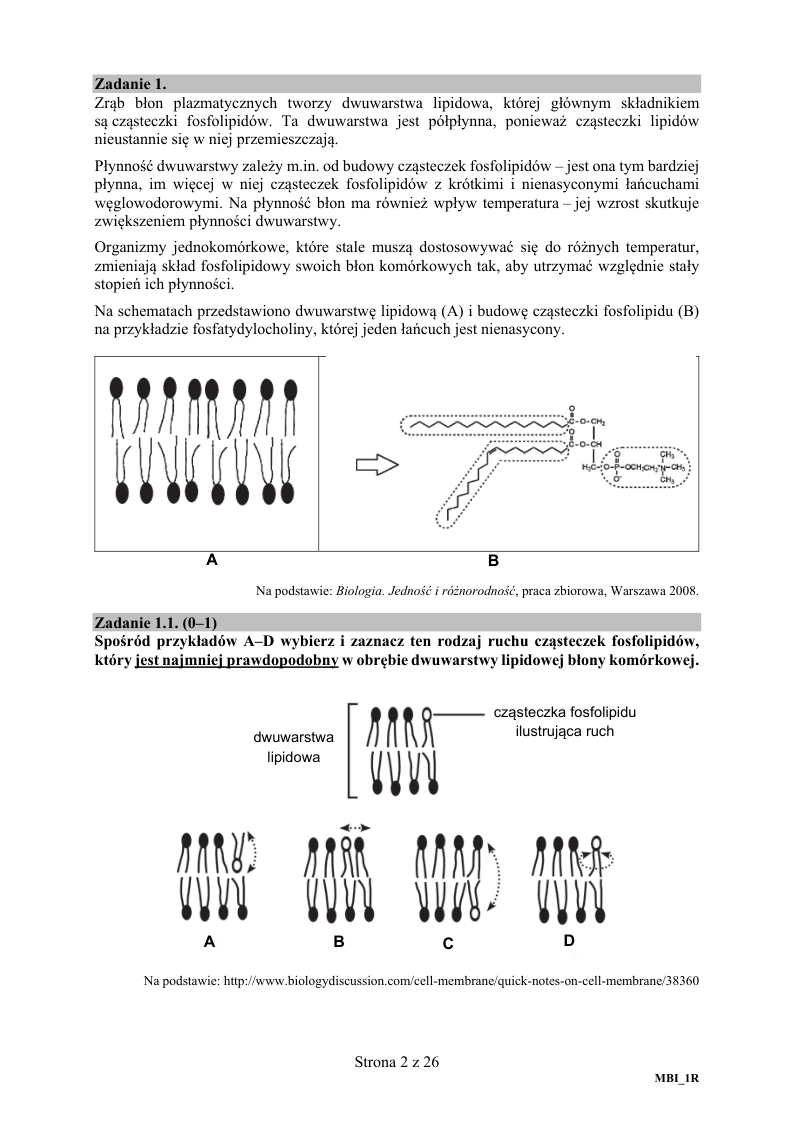 Zadanie 1.
Zrąb błon plazmatycznych tworzy dwuwarstwa lipidowa, której głównym składnikiem
są cząsteczki fosfolipidów. Ta dwuwarstwa jest półpłynna, ponieważ cząsteczki lipidów
nieustannie się w niej przemieszczają.
Płynność dwuwarstwy zależy m.in. od budowy cząsteczek fosfolipidów – jest ona tym bardziej
płynna, im więcej w niej cząsteczek fosfolipidów z krótkimi i nienasyconymi łańcuchami
węglowodorowymi. Na płynność błon ma również wpływ temperatura – jej wzrost skutkuje
zwiększeniem płynności dwuwarstwy.
Organizmy jednokomórkowe, które stale muszą dostosowywać się do różnych temperatur,
zmieniają skład fosfolipidowy swoich błon komórkowych tak, aby utrzymać względnie stały
stopień ich płynności.
Na schematach przedstawiono dwuwarstwę lipidową (A) i budowę cząsteczki fosfolipidu (B)
na przykładzie fosfatydylocholiny, której jeden łańcuch jest nienasycony.
O
C–O–CH₂
O
C–O–CH
O CH₃
H₂C–O–P–OCH₂CH₂N–CH₃
O⁻ CH₃
A B
Na podstawie: Biologia. Jedność i różnorodność, praca zbiorowa, Warszawa 2008.
Zadanie 1.1. (0–1)
Spośród przykładów A–D wybierz i zaznacz ten rodzaj ruchu cząsteczek fosfolipidów,
który jest najmniej prawdopodobny w obrębie dwuwarstwy lipidowej błony komórkowej.
dwuwarstwa
lipidowa
cząsteczka fosfolipidu
ilustrująca ruch
A B C D
Na podstawie: http://www.biologydiscussion.com/cell-membrane/quick-notes-on-cell-membrane/38360
Strona 2 z 26
MBI_1R